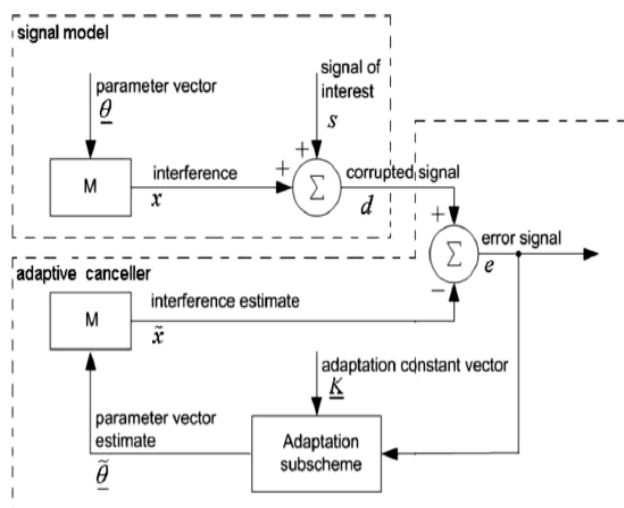 signal model
parameter vector
θ
signal of
interest
s
+
+
M
interference
x
Σ
corrupted signal
d
+
Σ
error signal
e
−
adaptive canceller
M
interference estimate
x̃
adaptation constant vector
K
parameter vector
estimate
θ̃
Adaptation
subscheme